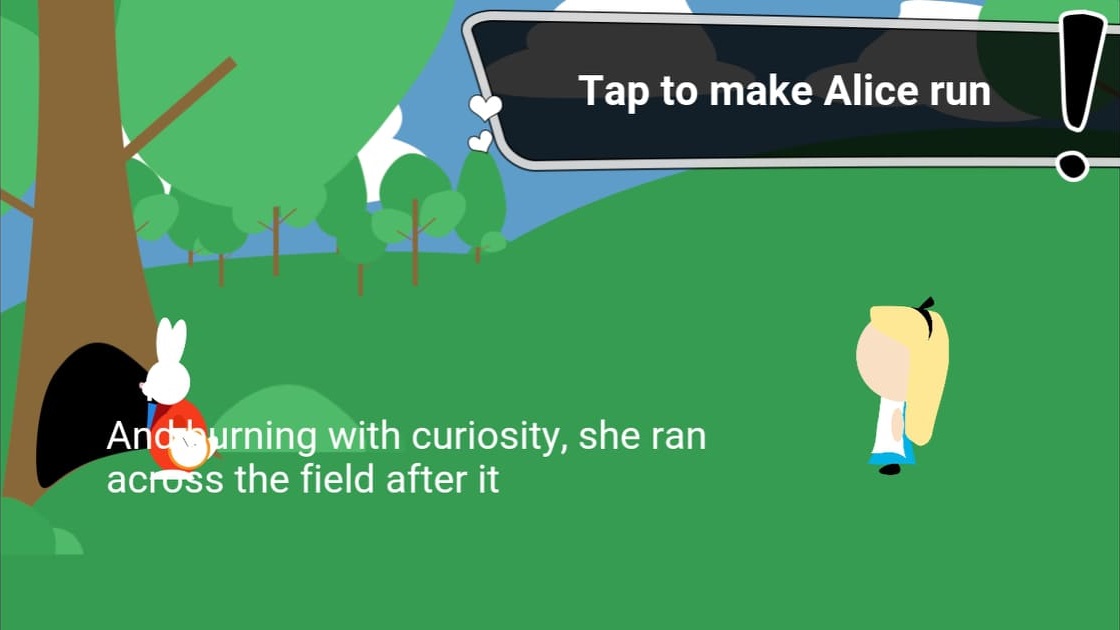 Tap to make Alice run
And burning with curiosity, she ran
across the field after it